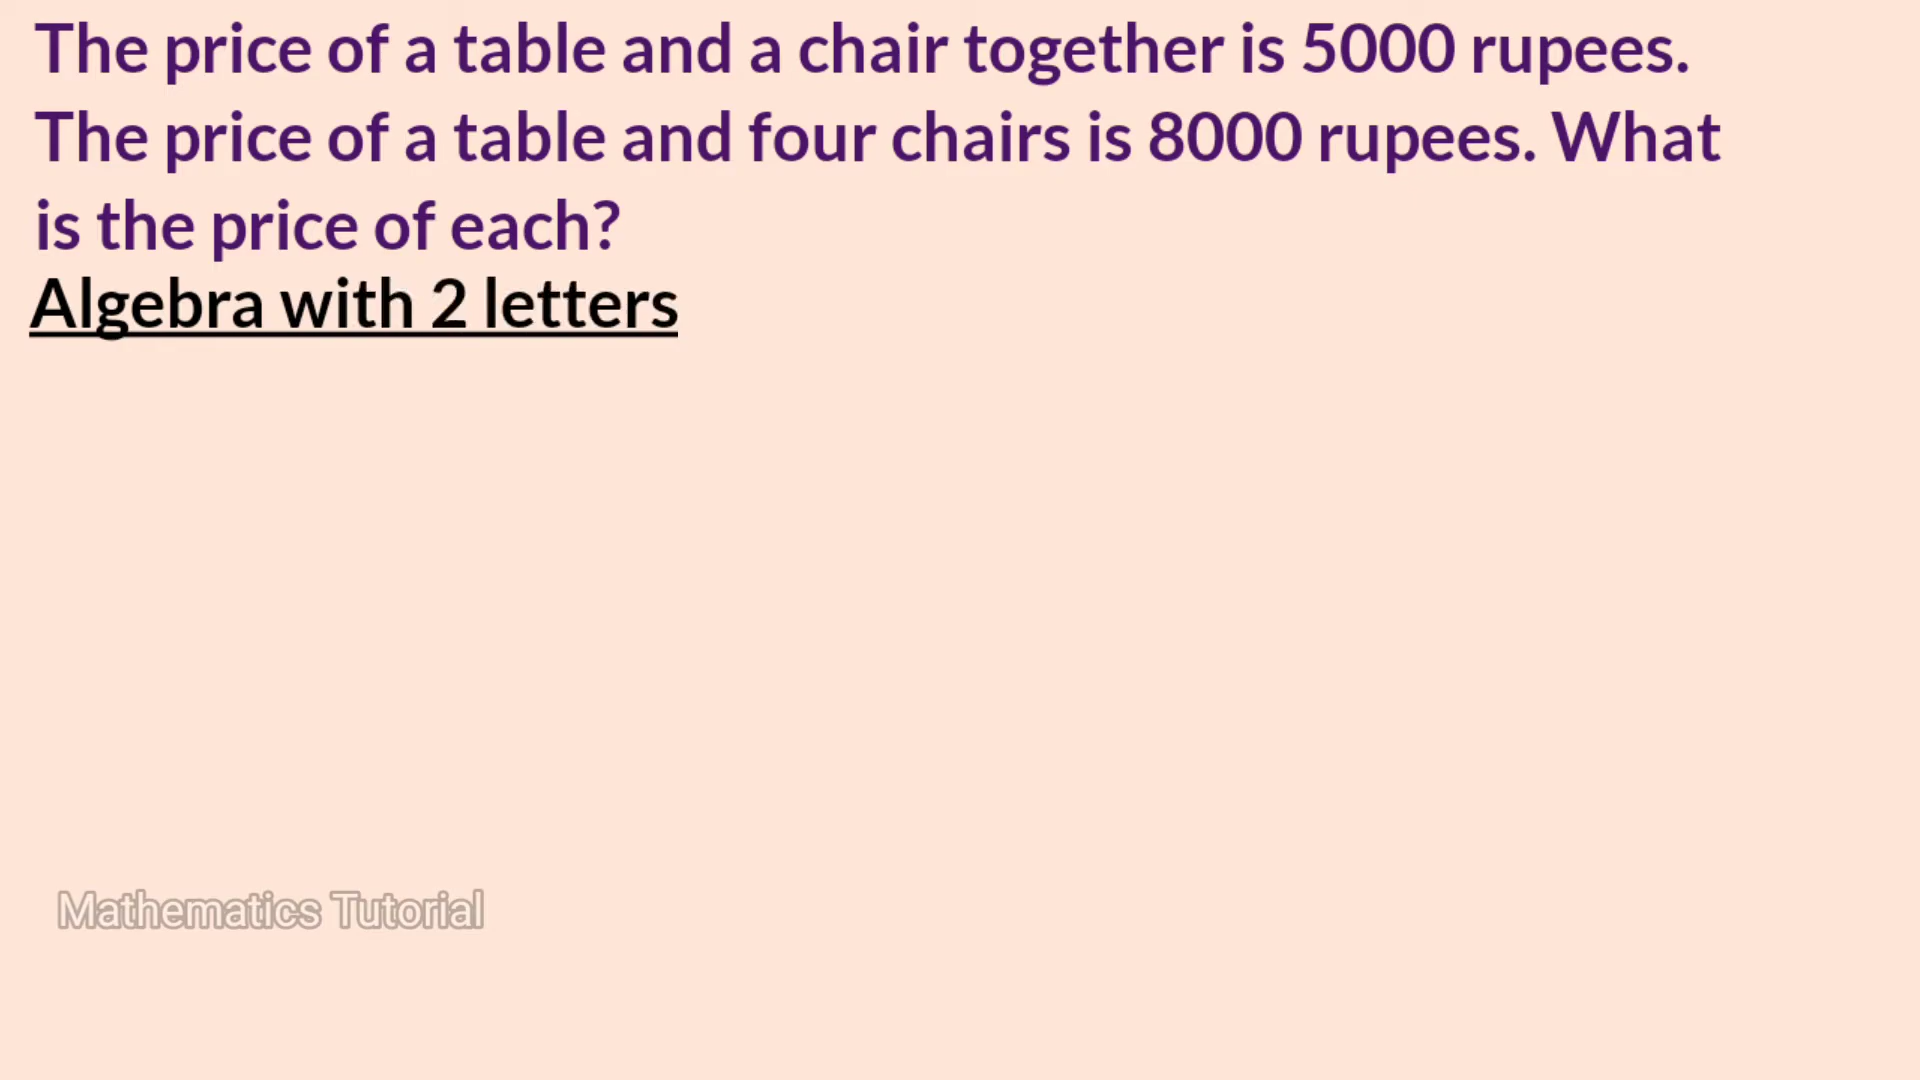 The price of a table and a chair together is 5000 rupees.
The price of a table and four chairs is 8000 rupees. What
is the price of each?
Algebra with 2 letters
Mathematics Tutorial